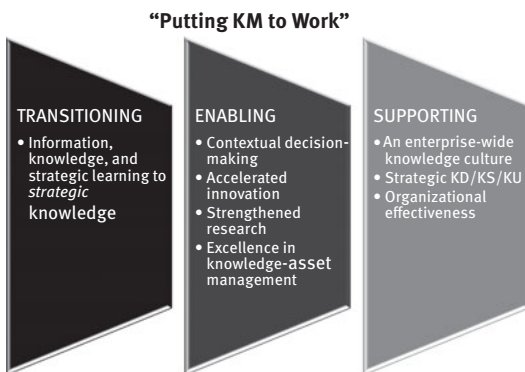 “Putting KM to Work”
TRANSITIONING
• Information,
knowledge, and
strategic learning to
strategic
knowledge
ENABLING
• Contextual decision-
making
• Accelerated
innovation
• Strengthened
research
• Excellence in
knowledge-asset
management
SUPPORTING
• An enterprise-wide
knowledge culture
• Strategic KD/KS/KU
• Organizational
effectiveness